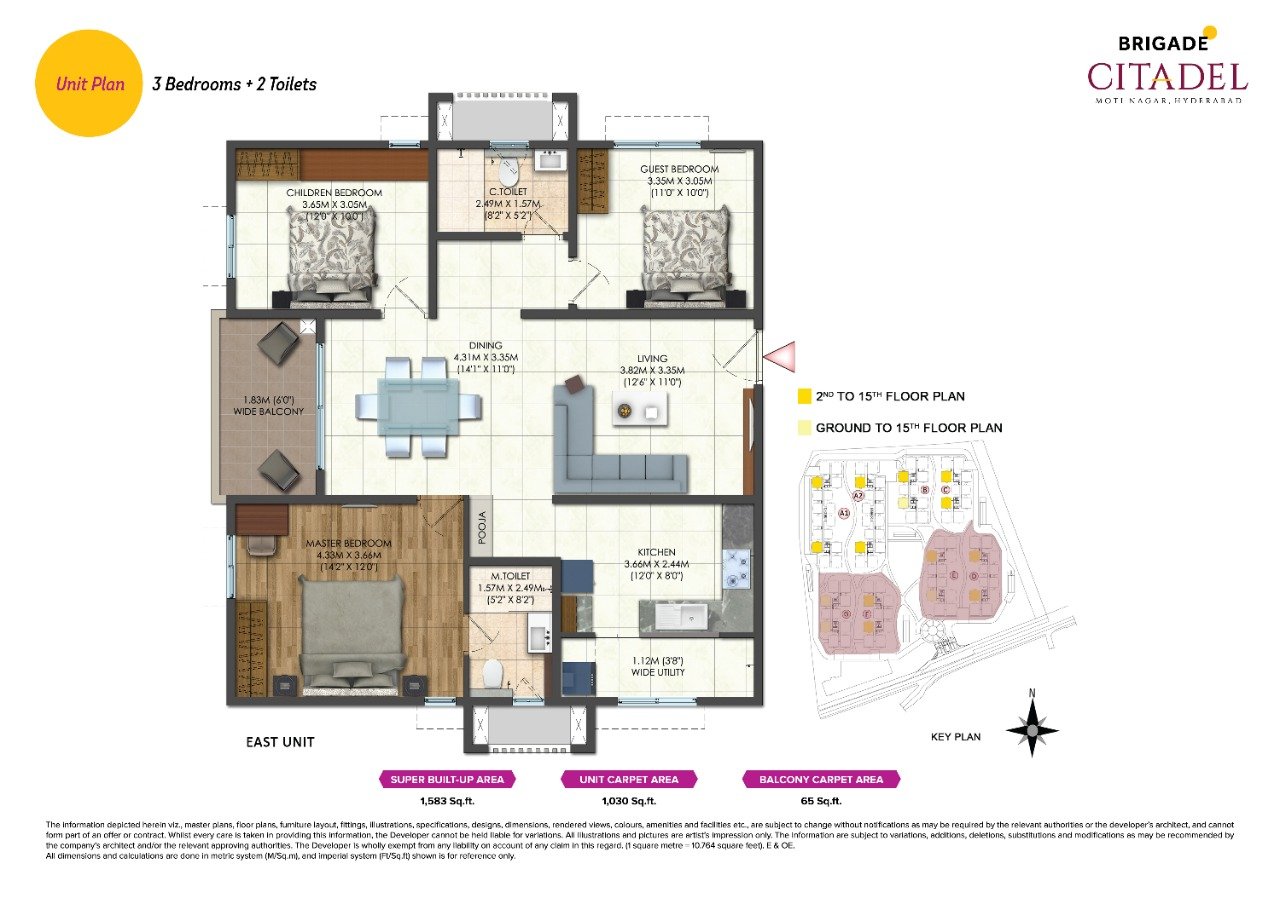 Unit Plan
3 Bedrooms + 2 Toilets
BRIGADE
CITADEL
MOTI NAGAR, HYDERABAD
CHILDREN BEDROOM
3.65M X 3.05M
(12'0" X 10'0")
C.TOILET
2.49M X 1.57M
(8'2" X 5'2")
GUEST BEDROOM
3.35M X 3.05M
(11'0" X 10'0")
DINING
4.31M X 3.35M
(14'1" X 11'0")
LIVING
3.82M X 3.35M
(12'6" X 11'0")
1.83M (6'0")
WIDE BALCONY
2ND TO 15TH FLOOR PLAN
GROUND TO 15TH FLOOR PLAN
MASTER BEDROOM
4.33M X 3.66M
(14'2" X 12'0")
POOJA
M.TOILET
1.57M X 2.49M
(5'2" X 8'2")
KITCHEN
3.66M X 2.44M
(12'0" X 8'0")
1.12M (3'8")
WIDE UTILITY
A1
A2
B
C
E
D
G
F
N
KEY PLAN
EAST UNIT
SUPER BUILT-UP AREA
1,583 Sq.ft.
UNIT CARPET AREA
1,030 Sq.ft.
BALCONY CARPET AREA
65 Sq.ft.
The information depicted herein viz., master plans, floor plans, furniture layout, fittings, illustrations, specifications, designs, dimensions, rendered views, colours, amenities and facilities etc., are subject to change without notifications as may be required by the relevant authorities or the developer's architect, and cannot
form part of an offer or contract. Whilst every care is taken in providing this information, the Developer cannot be held liable for variations. All illustrations and pictures are artist's impression only. The information are subject to variations, additions, deletions, substitutions and modifications as may be recommended by
the company's architect and/or the relevant approving authorities. The Developer is wholly exempt from any liability on account of any claim in this regard. (1 square metre = 10.764 square feet). E & OE.
All dimensions and calculations are done in metric system (M/Sq.m), and imperial system (Ft/Sq.ft) shown is for reference only.